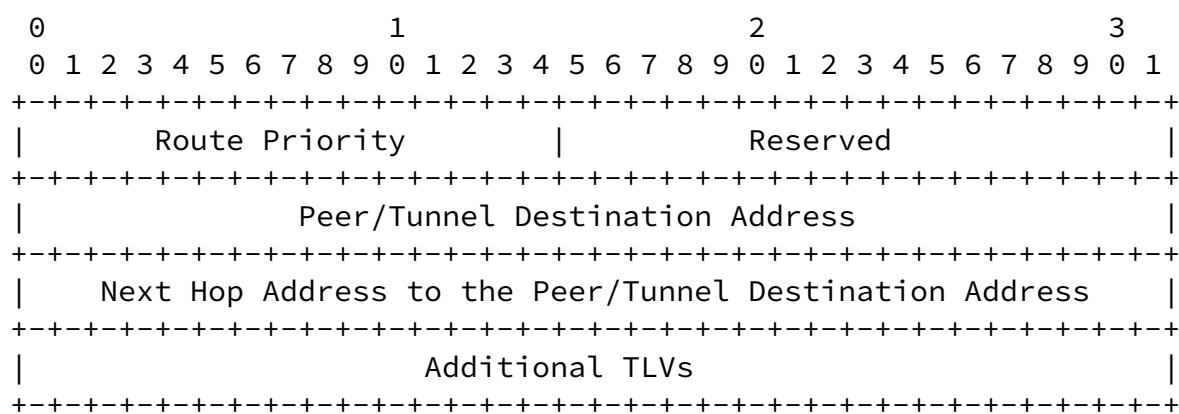 0                   1                   2                   3
0 1 2 3 4 5 6 7 8 9 0 1 2 3 4 5 6 7 8 9 0 1 2 3 4 5 6 7 8 9 0 1
+-+-+-+-+-+-+-+-+-+-+-+-+-+-+-+-+-+-+-+-+-+-+-+-+-+-+-+-+-+-+-+-+
|       Route Priority        |          Reserved               |
+-+-+-+-+-+-+-+-+-+-+-+-+-+-+-+-+-+-+-+-+-+-+-+-+-+-+-+-+-+-+-+-+
|               Peer/Tunnel Destination Address                 |
+-+-+-+-+-+-+-+-+-+-+-+-+-+-+-+-+-+-+-+-+-+-+-+-+-+-+-+-+-+-+-+-+
|    Next Hop Address to the Peer/Tunnel Destination Address    |
+-+-+-+-+-+-+-+-+-+-+-+-+-+-+-+-+-+-+-+-+-+-+-+-+-+-+-+-+-+-+-+-+
|                      Additional TLVs                          |
+-+-+-+-+-+-+-+-+-+-+-+-+-+-+-+-+-+-+-+-+-+-+-+-+-+-+-+-+-+-+-+-+